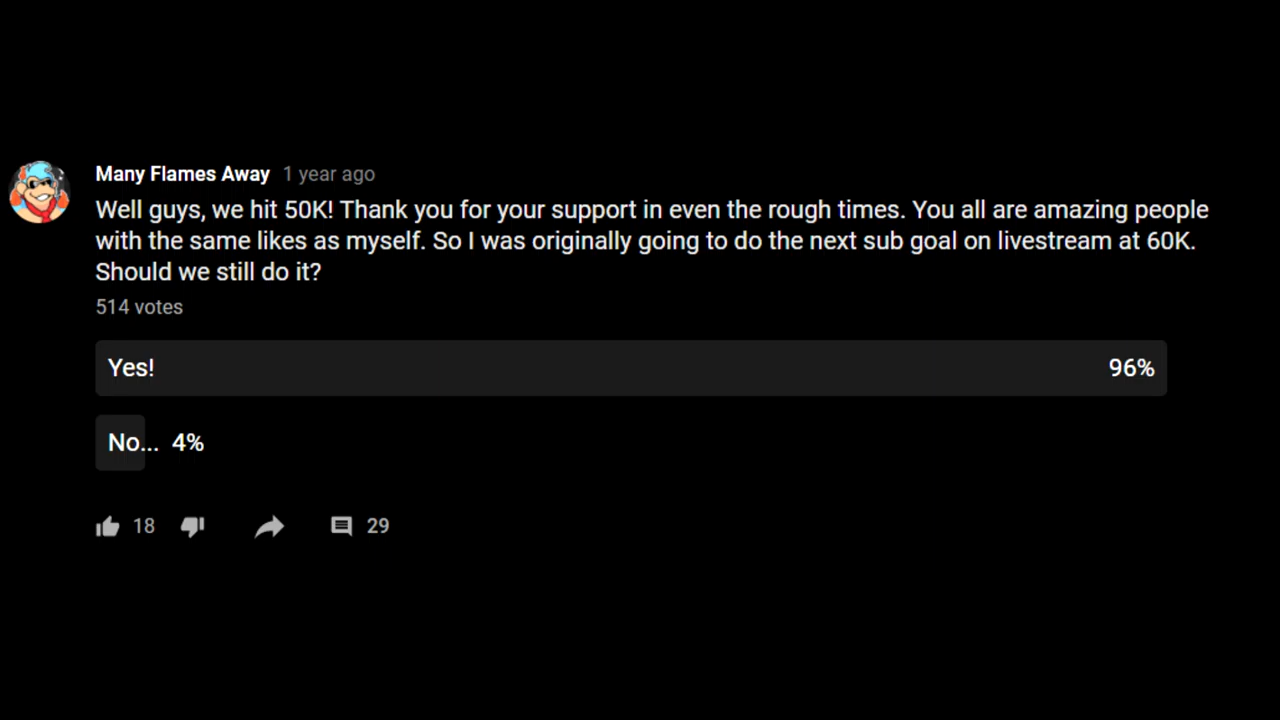 Many Flames Away 1 year ago
Well guys, we hit 50K! Thank you for your support in even the rough times. You all are amazing people
with the same likes as myself. So I was originally going to do the next sub goal on livestream at 60K.
Should we still do it?
514 votes
Yes! 96%
No... 4%
18 29